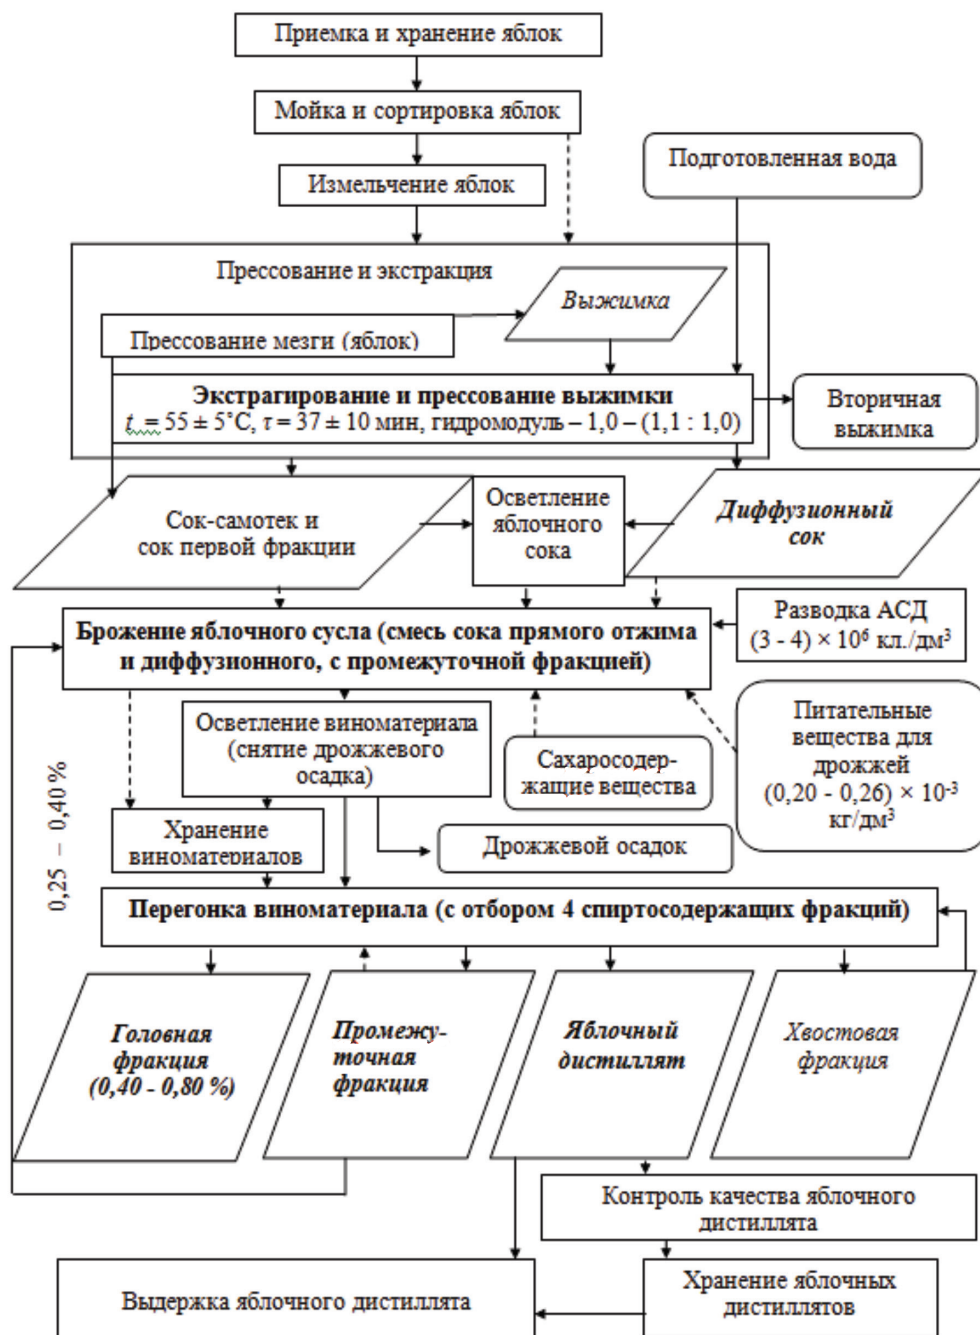 Приемка и хранение яблок
Мойка и сортировка яблок
Подготовленная вода
Измельчение яблок
Прессование и экстракция
Выжимка
Прессование мезги (яблок)
Экстрагирование и прессование выжимки
t = 55 ± 5°C, τ = 37 ± 10 мин, гидромодуль – 1,0 – (1,1 : 1,0)
Вторичная
выжимка
Сок-самотек и
сок первой фракции
Осветление
яблочного
сока
Диффузионный
сок
Брожение яблочного сусла (смесь сока прямого отжима
и диффузионного, с промежуточной фракцией)
Разводка АСД
(3 - 4) × 10⁶ кл./дм³
Осветление виноматериала
(снятие дрожжевого
осадка)
Сахаросодер-
жащие вещества
Питательные
вещества для
дрожжей
(0,20 - 0,26) × 10⁻³
кг/дм³
0,25 – 0,40 %
Хранение
виноматериалов
Дрожжевой осадок
Перегонка виноматериала (с отбором 4 спиртосодержащих фракций)
Головная
фракция
(0,40 - 0,80 %)
Промежу-
точная
фракция
Яблочный
дистиллят
Хвостовая
фракция
Контроль качества яблочного
дистиллята
Выдержка яблочного дистиллята
Хранение яблочных
дистиллятов